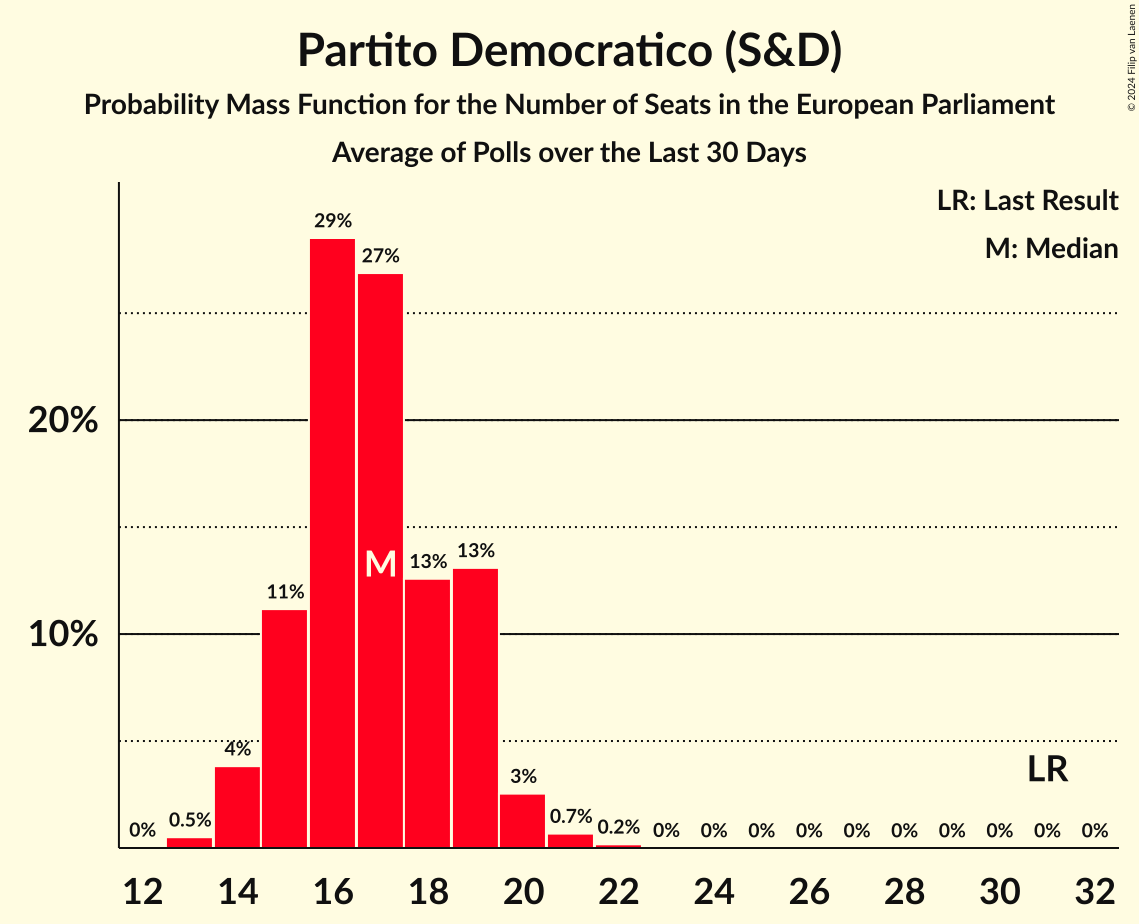 Partito Democratico (S&D)
Probability Mass Function for the Number of Seats in the European Parliament
Average of Polls over the Last 30 Days
© 2024 Filip van Laenen
LR: Last Result
M: Median
20%
10%
0%
0.5%
4%
11%
29%
27%
13%
13%
3%
0.7%
0.2%
0%
0%
0%
0%
0%
0%
0%
0%
0%
0%
M
LR
12 14 16 18 20 22 24 26 28 30 32